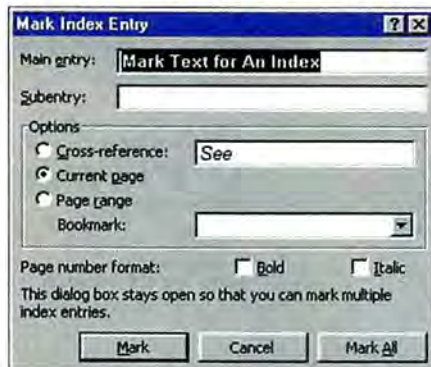 Mark Index Entry
Main entry: Mark Text for An Index
Subentry:
Options
Cross-reference: See
Current page
Page range
Bookmark:
Page number format: Bold Italic
This dialog box stays open so that you can mark multiple
index entries.
Mark Cancel Mark All